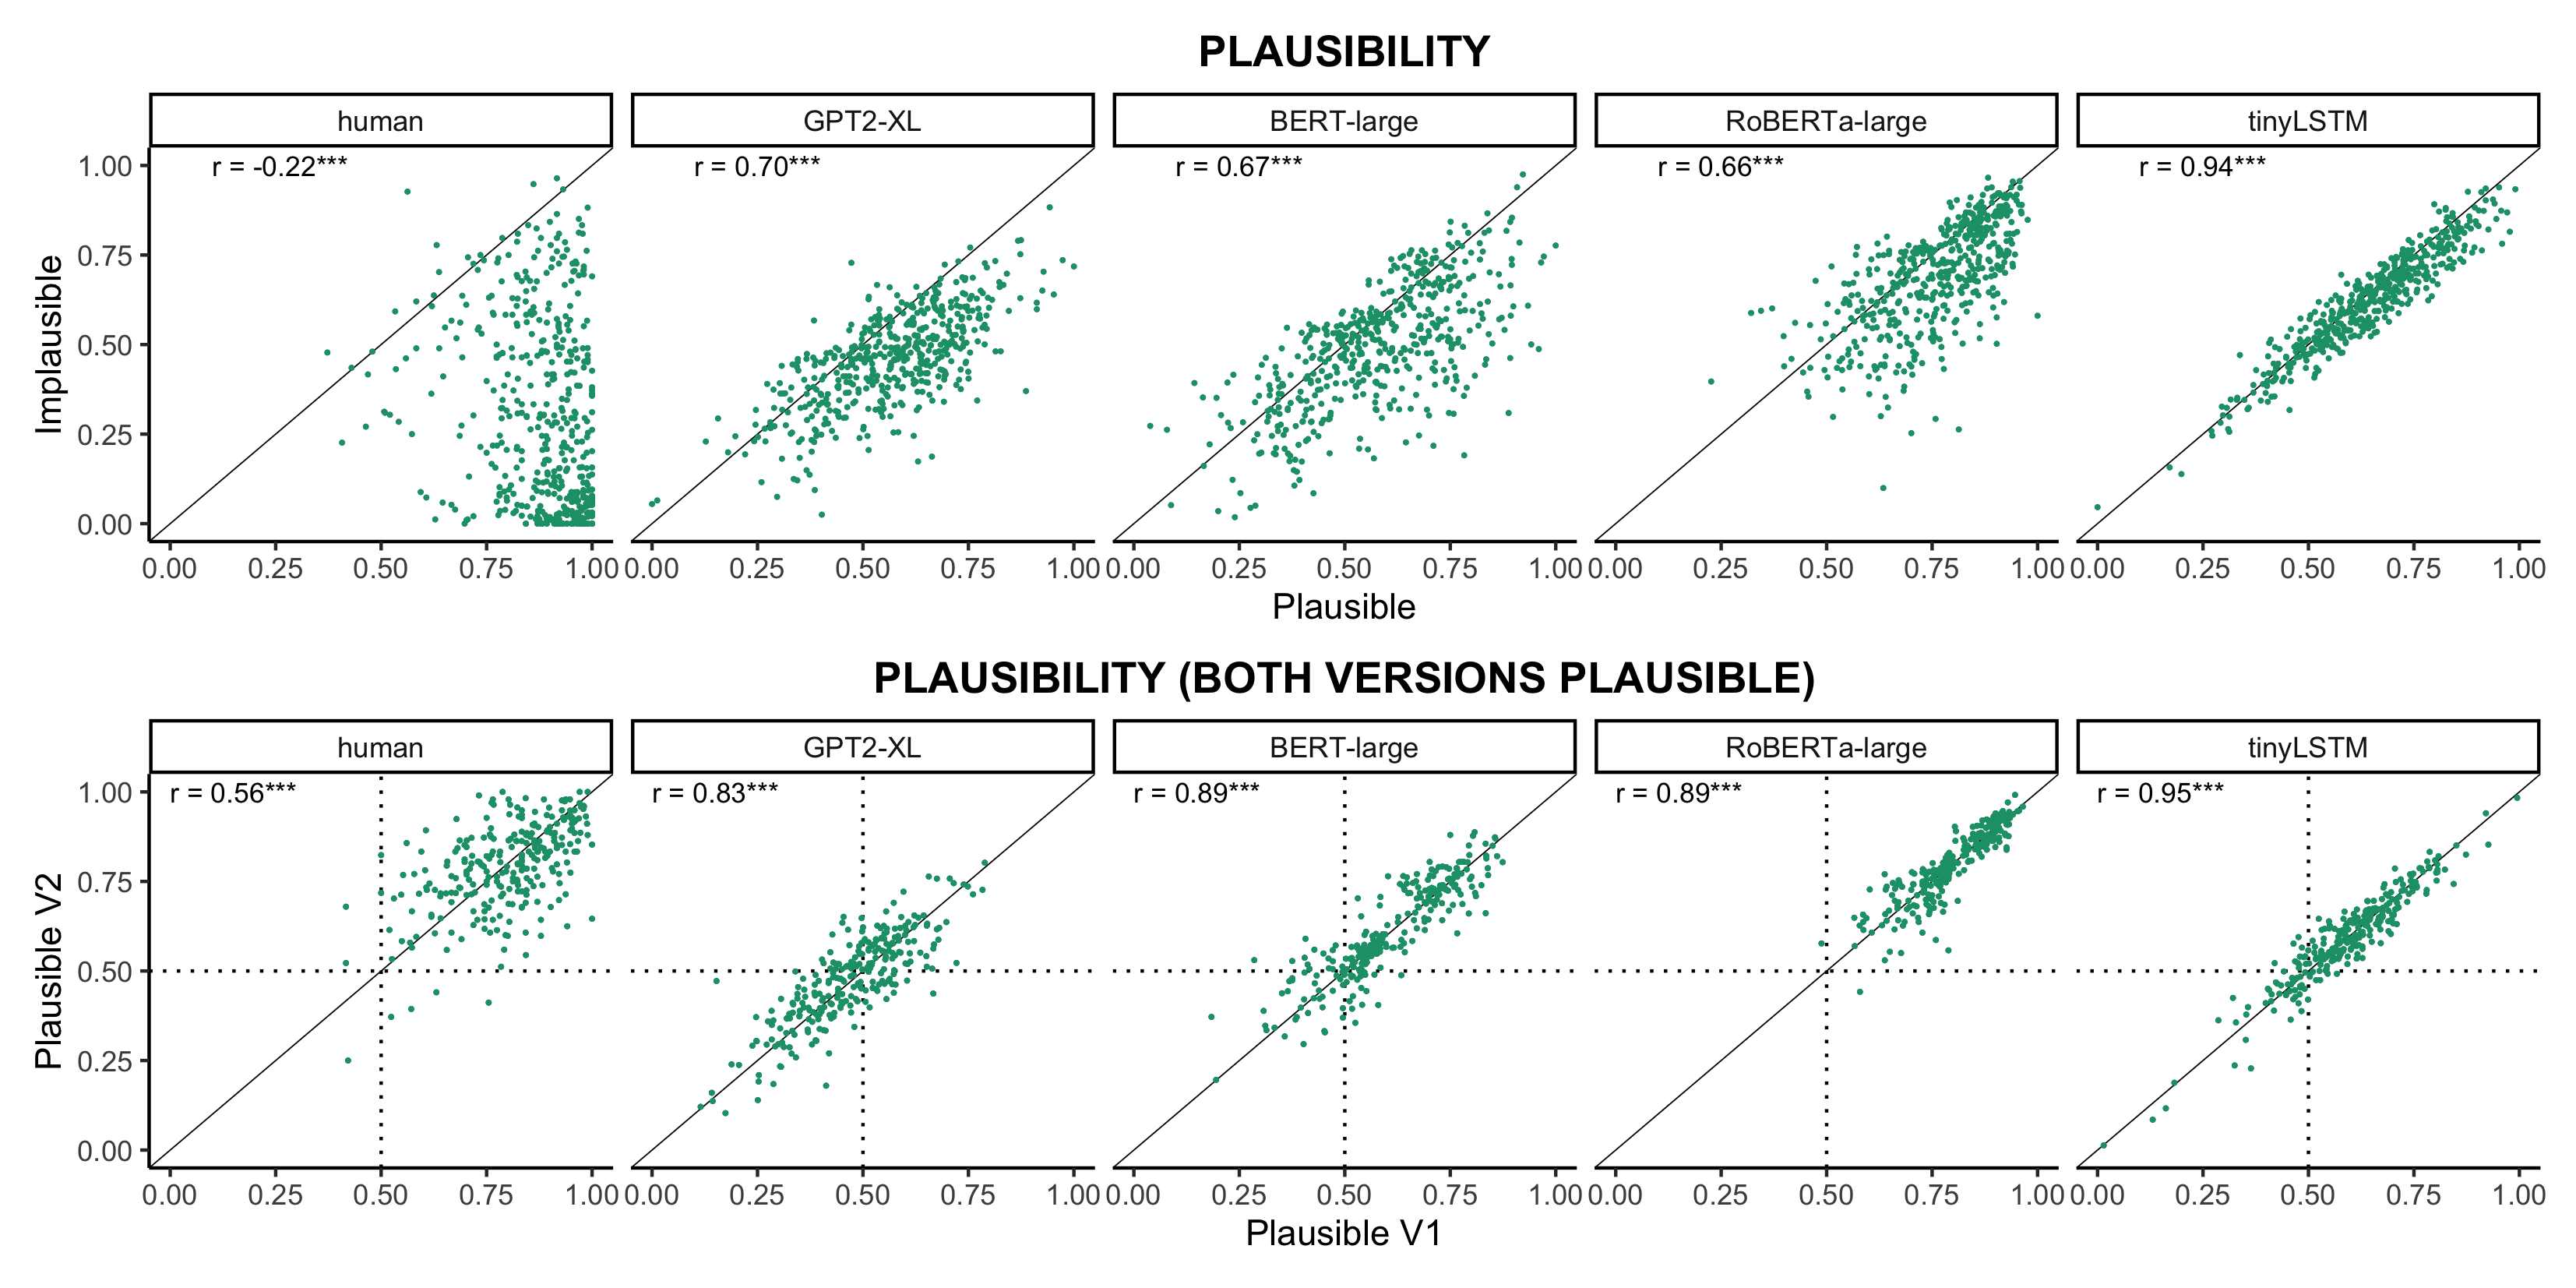 PLAUSIBILITY
human GPT2-XL BERT-large RoBERTa-large tinyLSTM
r = -0.22*** r = 0.70*** r = 0.67*** r = 0.66*** r = 0.94***
1.00
0.75
0.50
0.25
0.00
Implausible
0.00 0.25 0.50 0.75 1.00 0.00 0.25 0.50 0.75 1.00 0.00 0.25 0.50 0.75 1.00 0.00 0.25 0.50 0.75 1.00 0.00 0.25 0.50 0.75 1.00
Plausible
PLAUSIBILITY (BOTH VERSIONS PLAUSIBLE)
human GPT2-XL BERT-large RoBERTa-large tinyLSTM
r = 0.56*** r = 0.83*** r = 0.89*** r = 0.89*** r = 0.95***
1.00
0.75
0.50
0.25
0.00
Plausible V2
0.00 0.25 0.50 0.75 1.00 0.00 0.25 0.50 0.75 1.00 0.00 0.25 0.50 0.75 1.00 0.00 0.25 0.50 0.75 1.00 0.00 0.25 0.50 0.75 1.00
Plausible V1